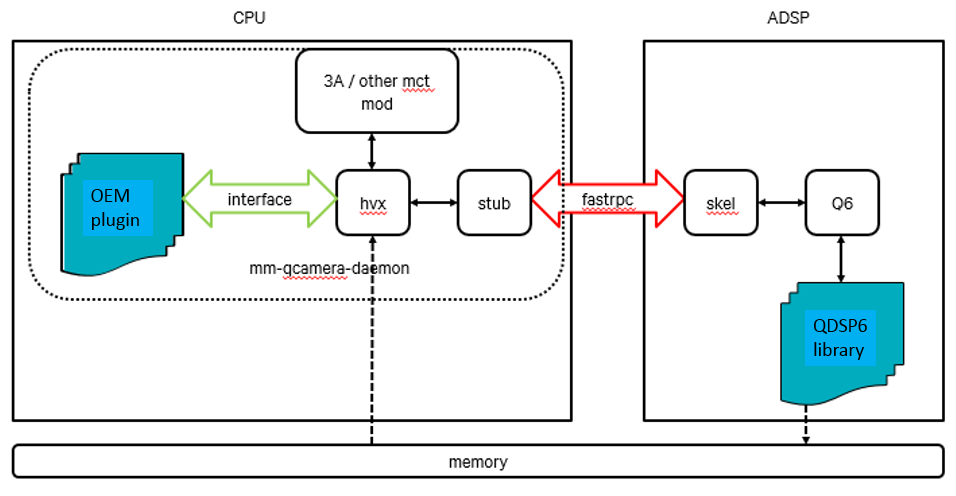 CPU
ADSP
3A / other mct
mod
OEM
plugin
interface
hvx
stub
fastrpc
skel
Q6
mm-qcamera-daemon
QDSP6
library
memory